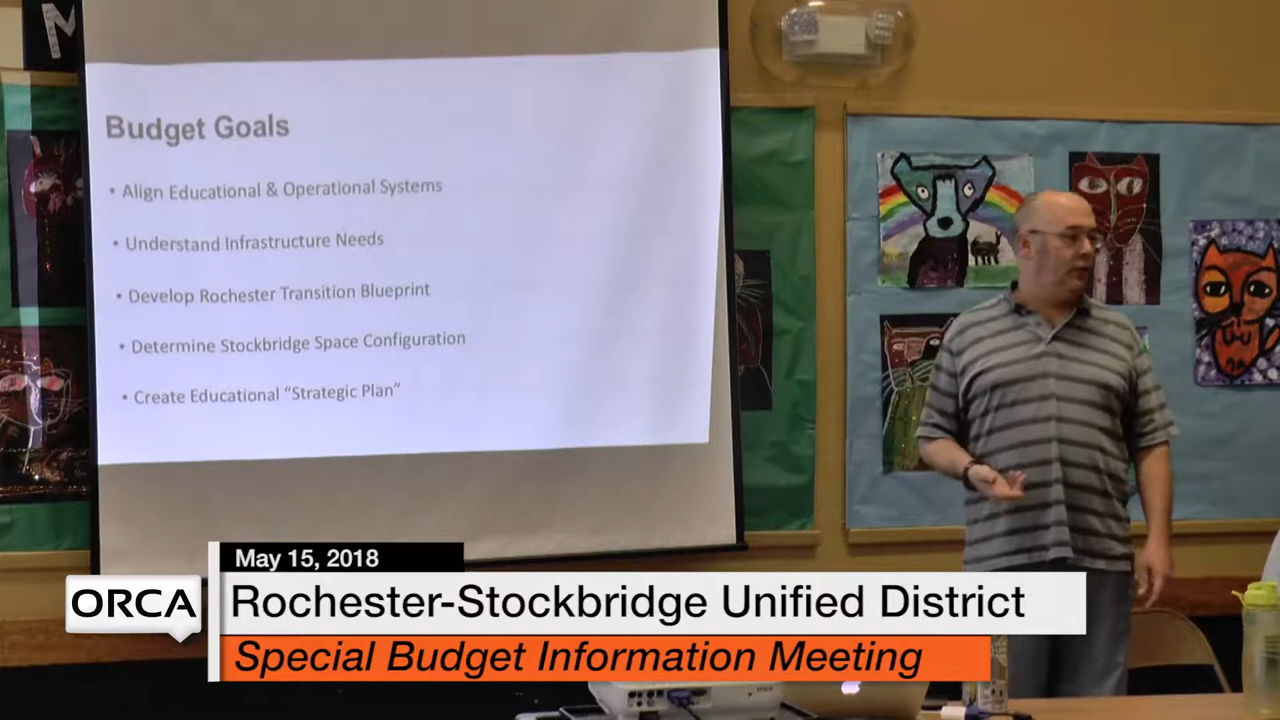 M
Budget Goals
• Align Educational & Operational Systems
• Understand Infrastructure Needs
• Develop Rochester Transition Blueprint
• Determine Stockbridge Space Configuration
• Create Educational “Strategic Plan”
May 15, 2018
ORCA
Rochester-Stockbridge Unified District
Special Budget Information Meeting
EPSON